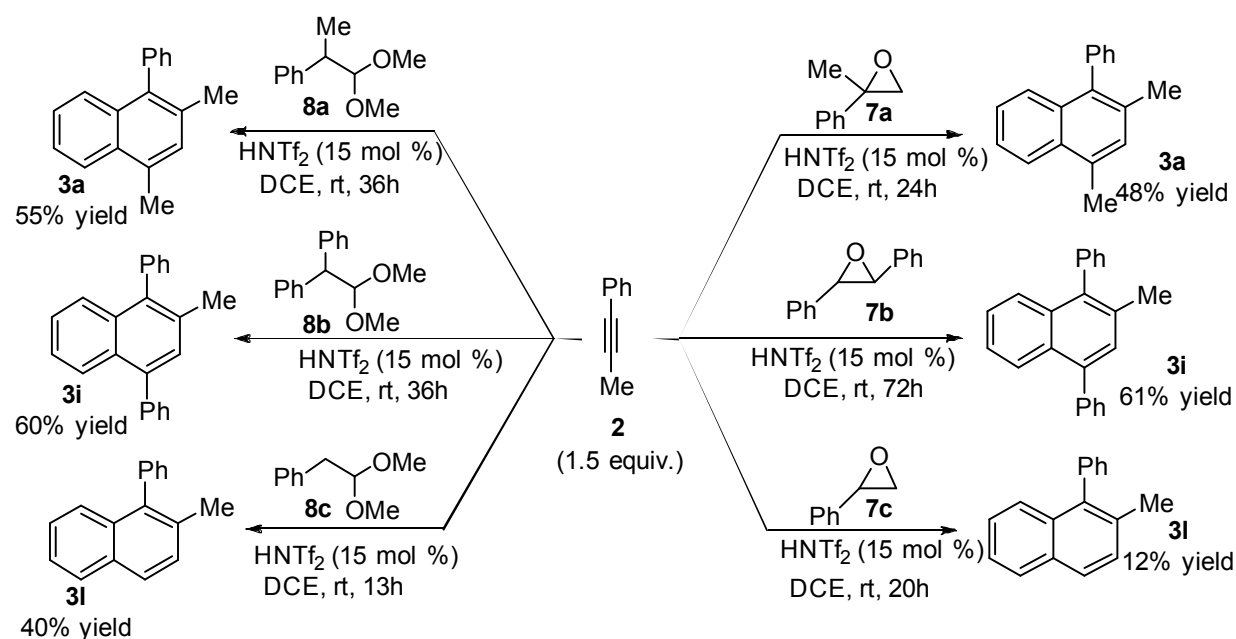 Ph
Me
3a
Me
55% yield
Me
Ph
OMe
OMe
8a
HNTf2 (15 mol %)
DCE, rt, 36h
Me
O
Ph
7a
HNTf2 (15 mol %)
DCE, rt, 24h
Ph
Me
3a
Me
48% yield
Ph
Me
3i
Ph
60% yield
Ph
Ph
OMe
OMe
8b
HNTf2 (15 mol %)
DCE, rt, 36h
Ph
Me
2
(1.5 equiv.)
O
Ph
Ph
7b
HNTf2 (15 mol %)
DCE, rt, 72h
Ph
Me
3i
Ph
61% yield
Ph
Me
3l
40% yield
Ph
OMe
OMe
8c
HNTf2 (15 mol %)
DCE, rt, 13h
O
Ph
7c
HNTf2 (15 mol %)
DCE, rt, 20h
Ph
Me
3l
12% yield